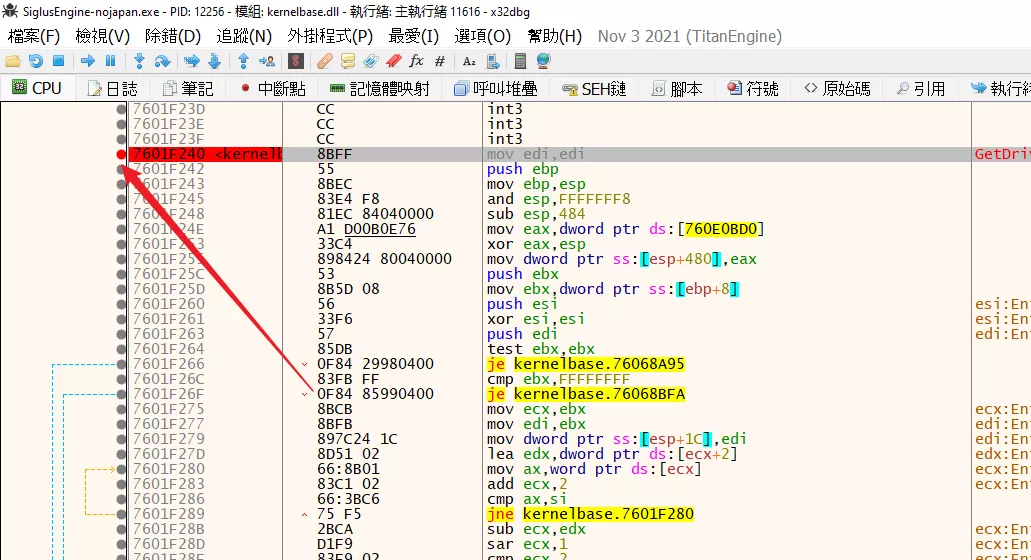 SiglusEngine-nojapan.exe - PID: 12256 - 模組: kernelbase.dll - 執行緒: 主執行緒 11616 - x32dbg
檔案(F) 檢視(V) 除錯(D) 追蹤(N) 外掛程式(P) 最愛(I) 選項(O) 幫助(H) Nov 3 2021 (TitanEngine)
CPU 日誌 筆記 中斷點 記憶體映射 呼叫堆疊 SEH鏈 腳本 符號 原始碼 引用 執行緒
7601F23D CC int3
7601F23E CC int3
7601F23F CC int3
7601F240 <kernelb 8BFF mov edi,edi GetDriv
7601F242 55 push ebp
7601F243 8BEC mov ebp,esp
7601F245 83E4 F8 and esp,FFFFFFF8
7601F248 81EC 84040000 sub esp,484
7601F24E A1 D00B0E76 mov eax,dword ptr ds:[760E0BD0]
7601F253 33C4 xor eax,esp
7601F255 898424 80040000 mov dword ptr ss:[esp+480],eax
7601F25C 53 push ebx
7601F25D 8B5D 08 mov ebx,dword ptr ss:[ebp+8]
7601F260 56 push esi esi:En
7601F261 33F6 xor esi,esi esi:En
7601F263 57 push edi edi:En
7601F264 85DB test ebx,ebx
7601F266 0F84 29980400 je kernelbase.76068A95
7601F26C 83FB FF cmp ebx,FFFFFFFF
7601F26F 0F84 85990400 je kernelbase.76068BFA
7601F275 8BCB mov ecx,ebx ecx:En
7601F277 8BFB mov edi,ebx edi:En
7601F279 897C24 1C mov dword ptr ss:[esp+1C],edi edi:En
7601F27D 8D51 02 lea edx,dword ptr ds:[ecx+2] edx:En
7601F280 66:8B01 mov ax,word ptr ds:[ecx] ecx:En
7601F283 83C1 02 add ecx,2 ecx:En
7601F286 66:3BC6 cmp ax,si
7601F289 75 F5 jne kernelbase.7601F280
7601F28B 2BCA sub ecx,edx ecx:En
7601F28D D1F9 sar ecx,1 ecx:En
7601F28F 83F9 02 cmp ecx,2 ecx:En